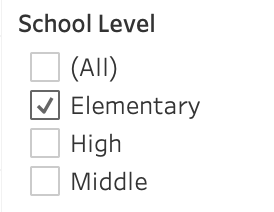 School Level
(All)
Elementary
High
Middle